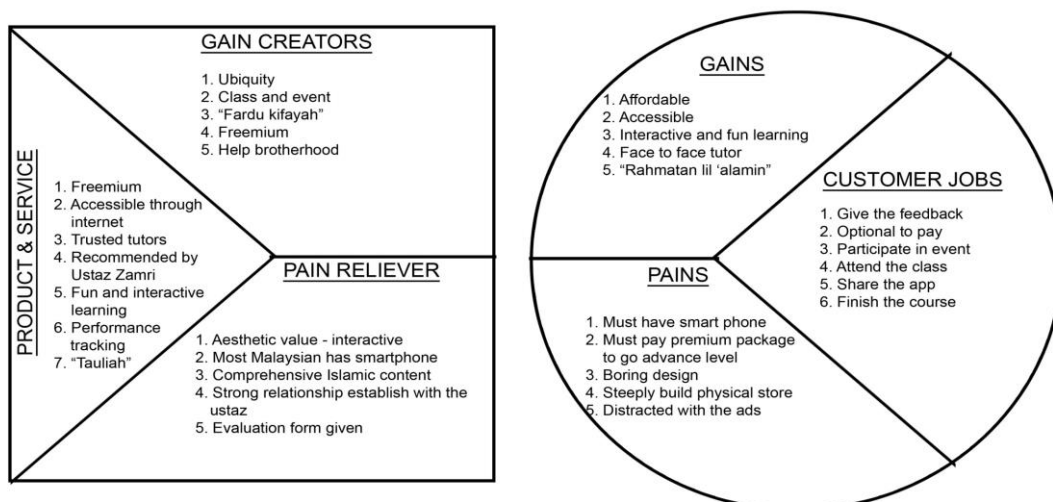 GAIN CREATORS
1. Ubiquity
2. Class and event
3. “Fardu kifayah”
4. Freemium
5. Help brotherhood
PRODUCT & SERVICE
1. Freemium
2. Accessible through
internet
3. Trusted tutors
4. Recommended by
Ustaz Zamri
5. Fun and interactive
learning
6. Performance
tracking
7. “Tauliah”
PAIN RELIEVER
1. Aesthetic value - interactive
2. Most Malaysian has smartphone
3. Comprehensive Islamic content
4. Strong relationship establish with the
ustaz
5. Evaluation form given
GAINS
1. Affordable
2. Accessible
3. Interactive and fun learning
4. Face to face tutor
5. “Rahmatan lil ‘alamin”
CUSTOMER JOBS
1. Give the feedback
2. Optional to pay
3. Participate in event
4. Attend the class
5. Share the app
6. Finish the course
PAINS
1. Must have smart phone
2. Must pay premium package
to go advance level
3. Boring design
4. Steeply build physical store
5. Distracted with the ads